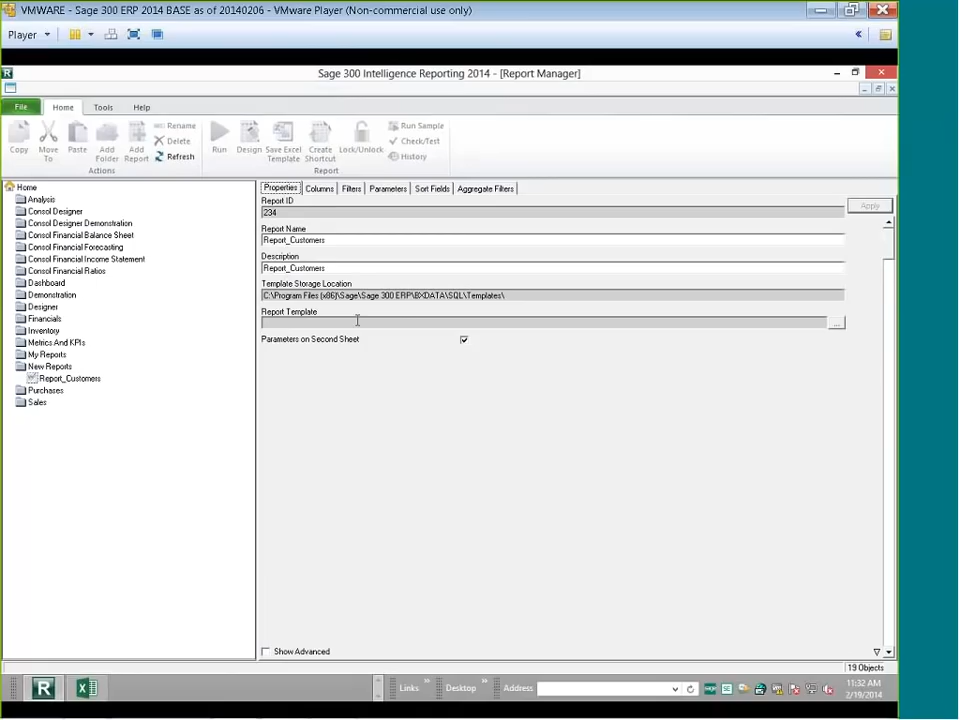 VMWARE - Sage 300 ERP 2014 BASE as of 20140206 - VMware Player (Non-commercial use only)
Player
Sage 300 Intelligence Reporting 2014 - [Report Manager]
File Home Tools Help
Copy Move To Paste Add Folder Add Report Rename Delete Refresh Run Design Save Excel Template Create Shortcut Lock/Unlock Run Sample Check/Test History
Actions Report
Home
Analysis
Consol Designer
Consol Designer Demonstration
Consol Financial Balance Sheet
Consol Financial Forecasting
Consol Financial Income Statement
Consol Financial Ratios
Dashboard
Demonstration
Designer
Financials
Inventory
Metrics And KPIs
My Reports
New Reports
Report_Customers
Purchases
Sales
Properties Columns Filters Parameters Sort Fields Aggregate Filters
Report ID
234
Apply
Report Name
Report_Customers
Description
Report_Customers
Template Storage Location
C:\Program Files (x86)\Sage\Sage 300 ERP\BXDATA\SQL\Templates\
Report Template
...
Parameters on Second Sheet
Show Advanced
19 Objects
Links Desktop Address
11:32 AM
2/19/2014